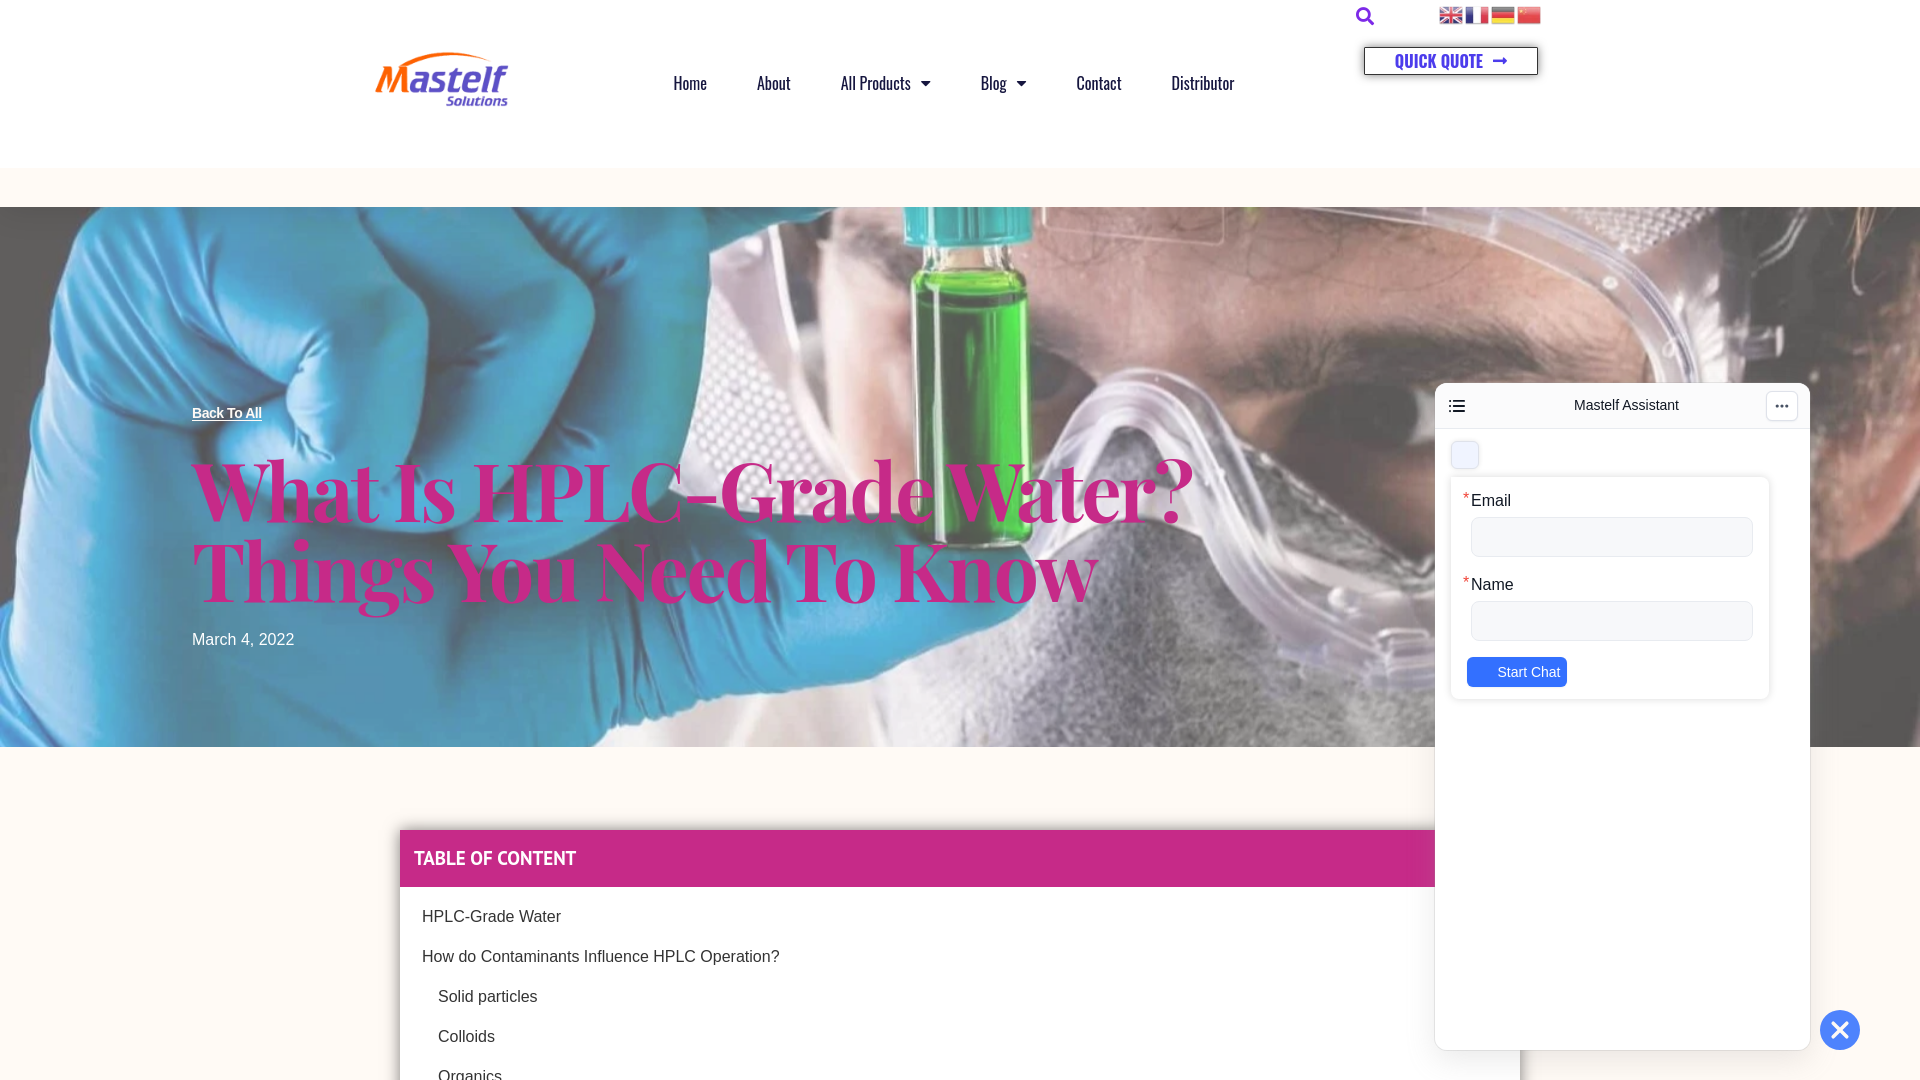 Mastelf
Solutions
Home
About
All Products
Blog
Contact
Distributor
QUICK QUOTE
Back To All
What Is HPLC-Grade Water?
Things You Need To Know
March 4, 2022
Mastelf Assistant
*Email
*Name
Start Chat
TABLE OF CONTENT
HPLC-Grade Water
How do Contaminants Influence HPLC Operation?
Solid particles
Colloids
Organics